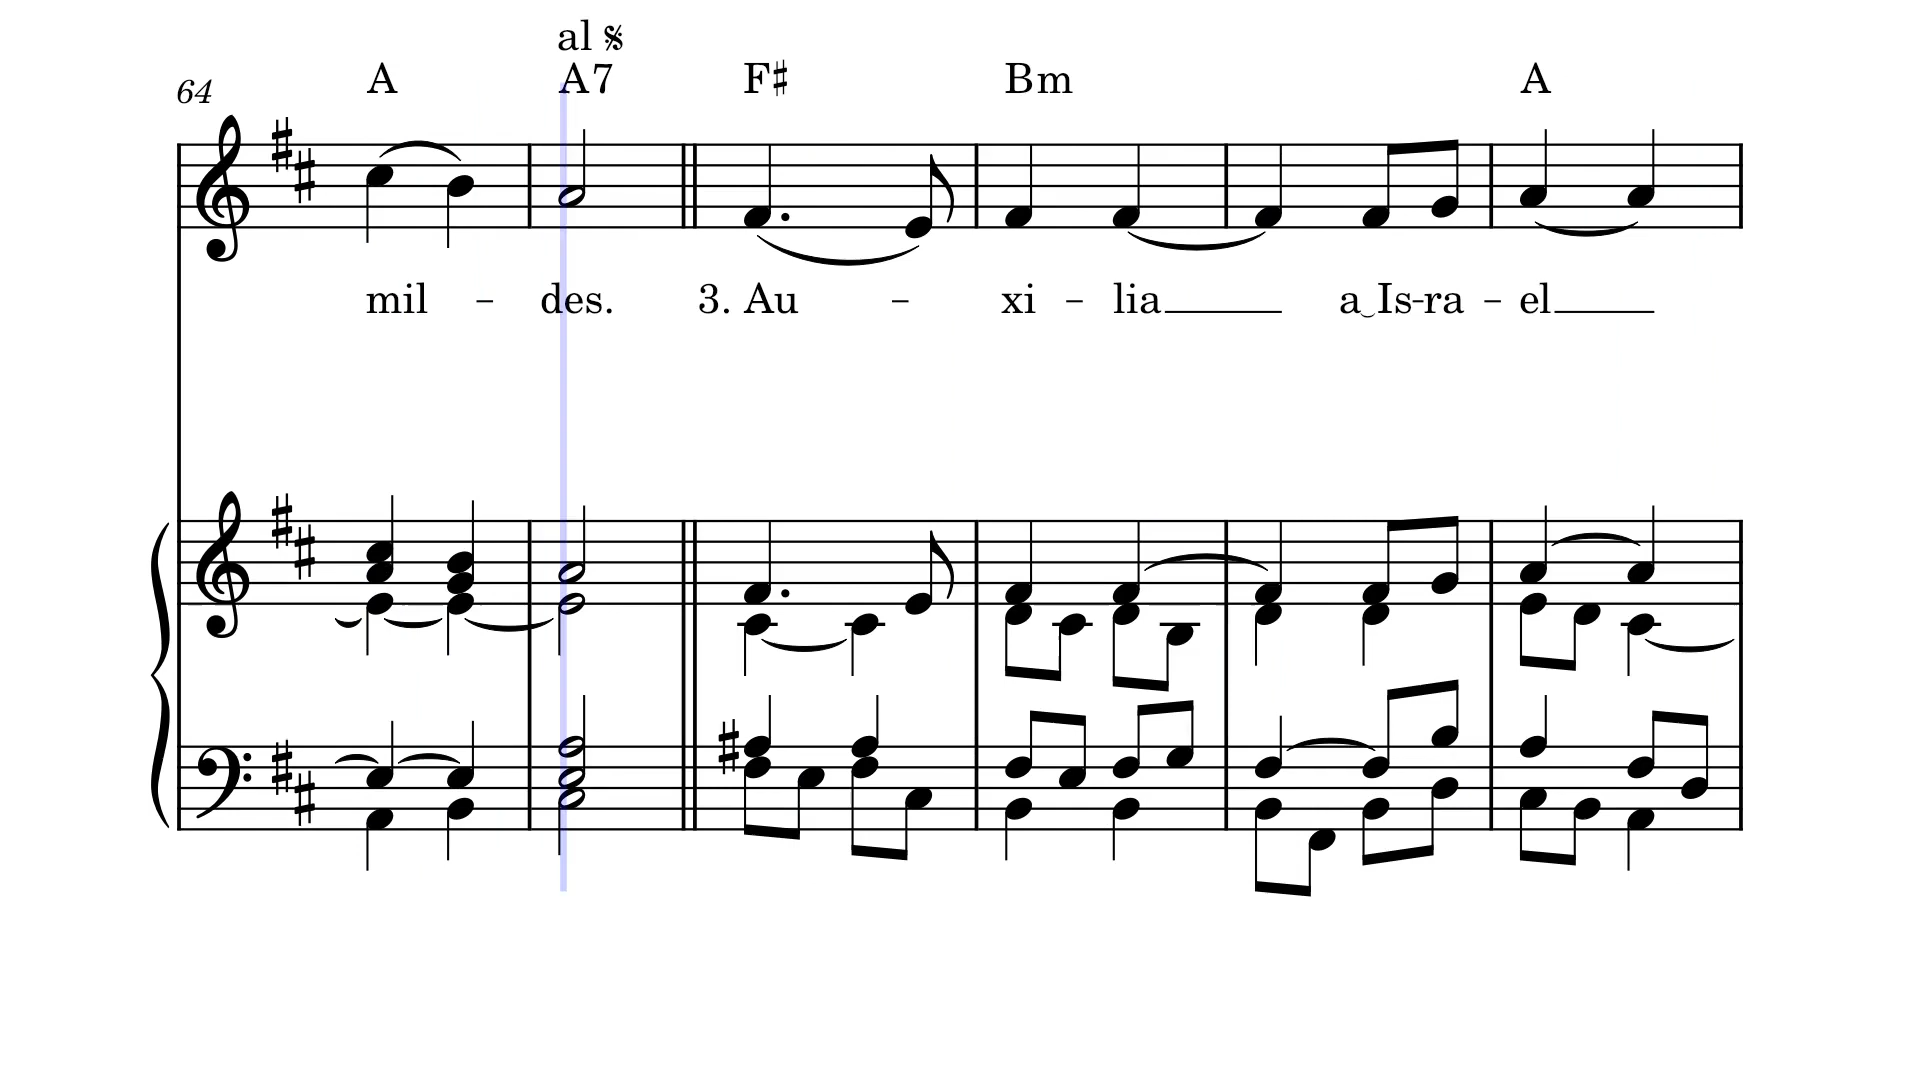 al 𝄋
64 A A7 F♯ Bm A
mil - des. 3. Au - xi - lia a‿Is-ra - el